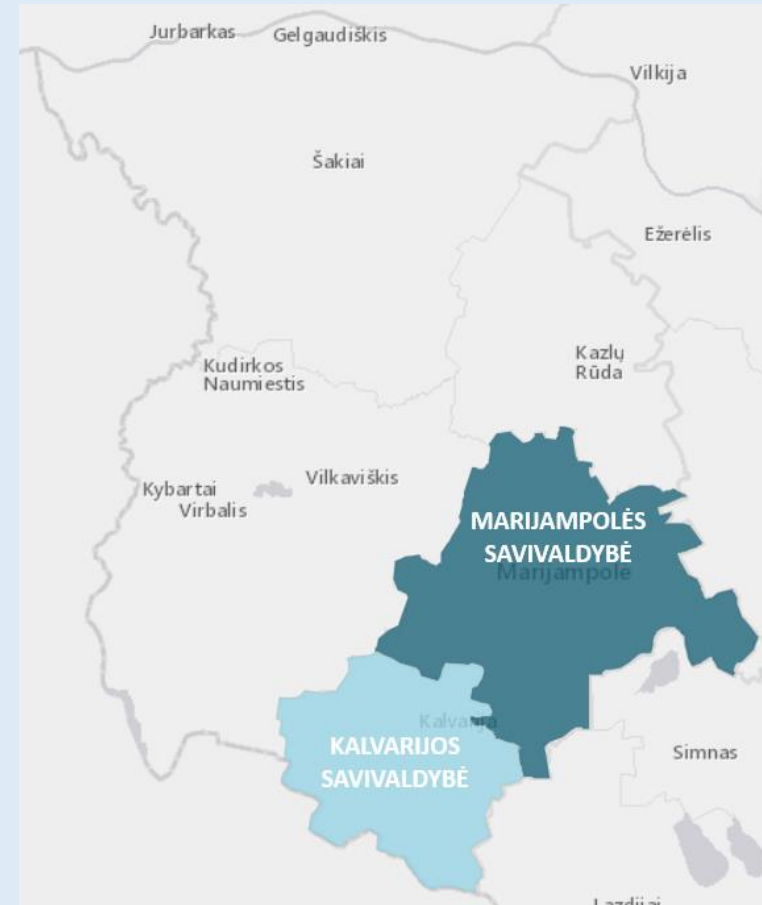 Jurbarkas
Gelgaudiškis
Vilkija
Šakiai
Ežerėlis
Kazlų
Rūda
Kudirkos
Naumiestis
Vilkaviškis
Kybartai
Virbalis
MARIJAMPOLĖS
SAVIVALDYBĖ
Marijampolė
Kalvarija
KALVARIJOS
SAVIVALDYBĖ
Simnas
Lazdijai